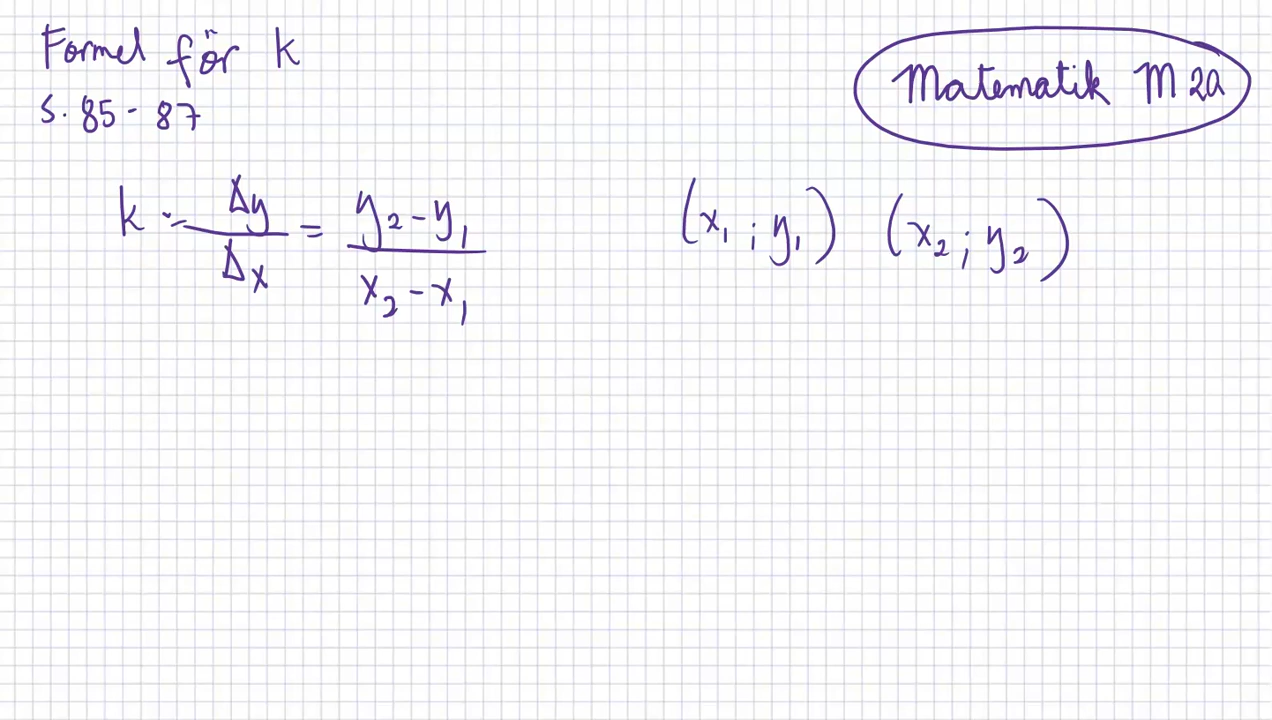 Formel för k
s. 85 - 87
Matematik M 2a
k = Δy/Δx = y₂ - y₁/x₂ - x₁
(x₁ ; y₁) (x₂ ; y₂)